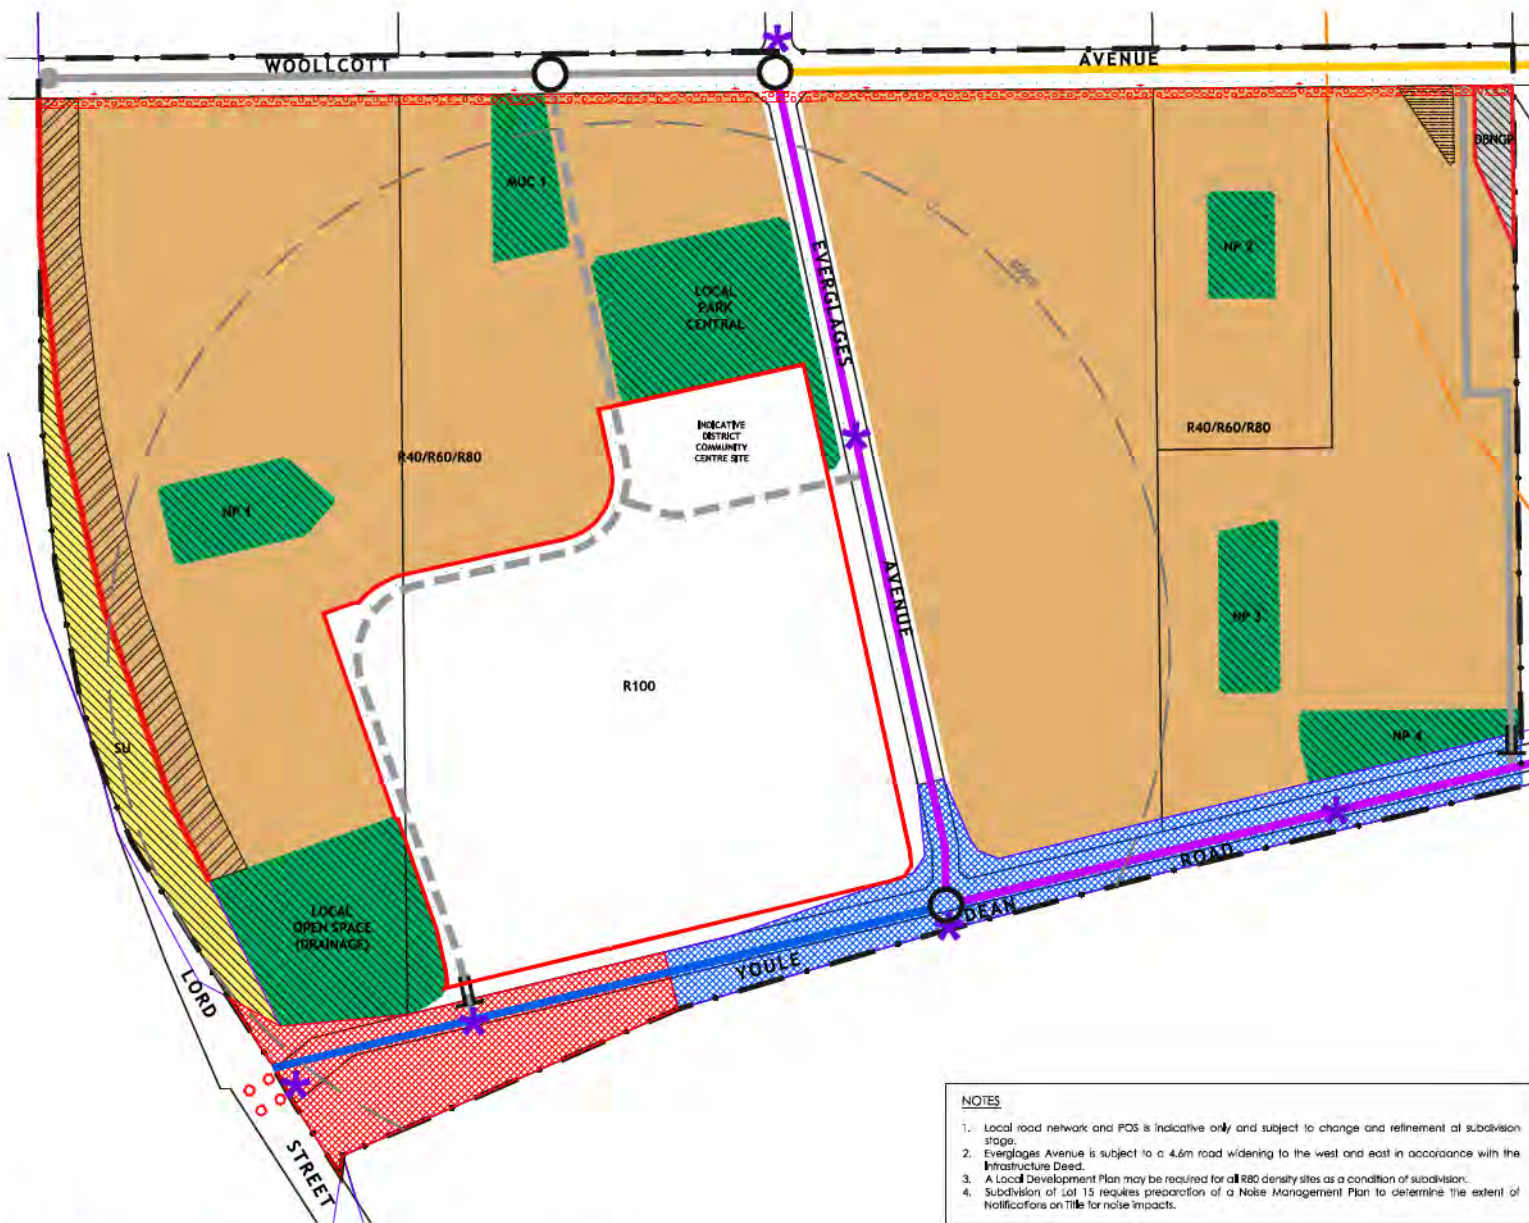 WOOLLCOTT
AVENUE
DBNGP
MUC 1
NP 2
EVERGLAGES
LOCAL
PARK
CENTRAL
INDICATIVE
DISTRICT
COMMUNITY
CENTRE SITE
R40/R60/R80
R40/R60/R80
NP 1
AVENUE
NP 3
R100
NP 4
SU
ROAD
DEAN
LOCAL
OPEN SPACE
(DRAINAGE)
YOULE
LORD
STREET
NOTES
1. Local road network and POS is indicative only and subject to change and refinement at subdivision
stage.
2. Everglages Avenue is subject to a 4.6m road widening to the west and east in accordance with the
Infrastructure Deed.
3. A Local Development Plan may be required for all R80 density sites as a condition of subdivision.
4. Subdivision of Lot 15 requires preparation of a Noise Management Plan to determine the extent of
Notifications on Title for noise impacts.